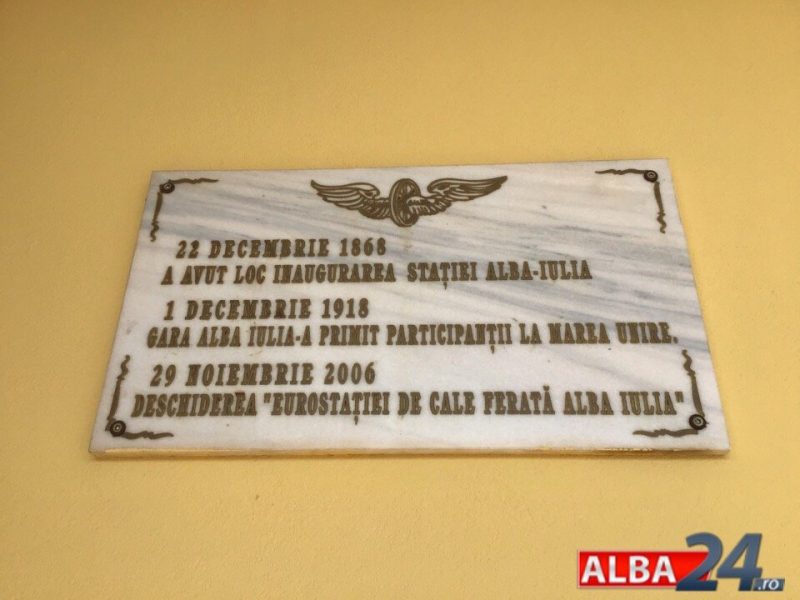 22 DECEMBRIE 1868
A AVUT LOC INAUGURAREA STAȚIEI ALBA-IULIA
1 DECEMBRIE 1918
GARA ALBA IULIA-A PRIMIT PARTICIPANȚII LA MAREA UNIRE.
29 NOIEMBRIE 2006
DESCHIDEREA "EUROSTAȚIEI DE CALE FERATĂ ALBA IULIA"
ALBA24.ro